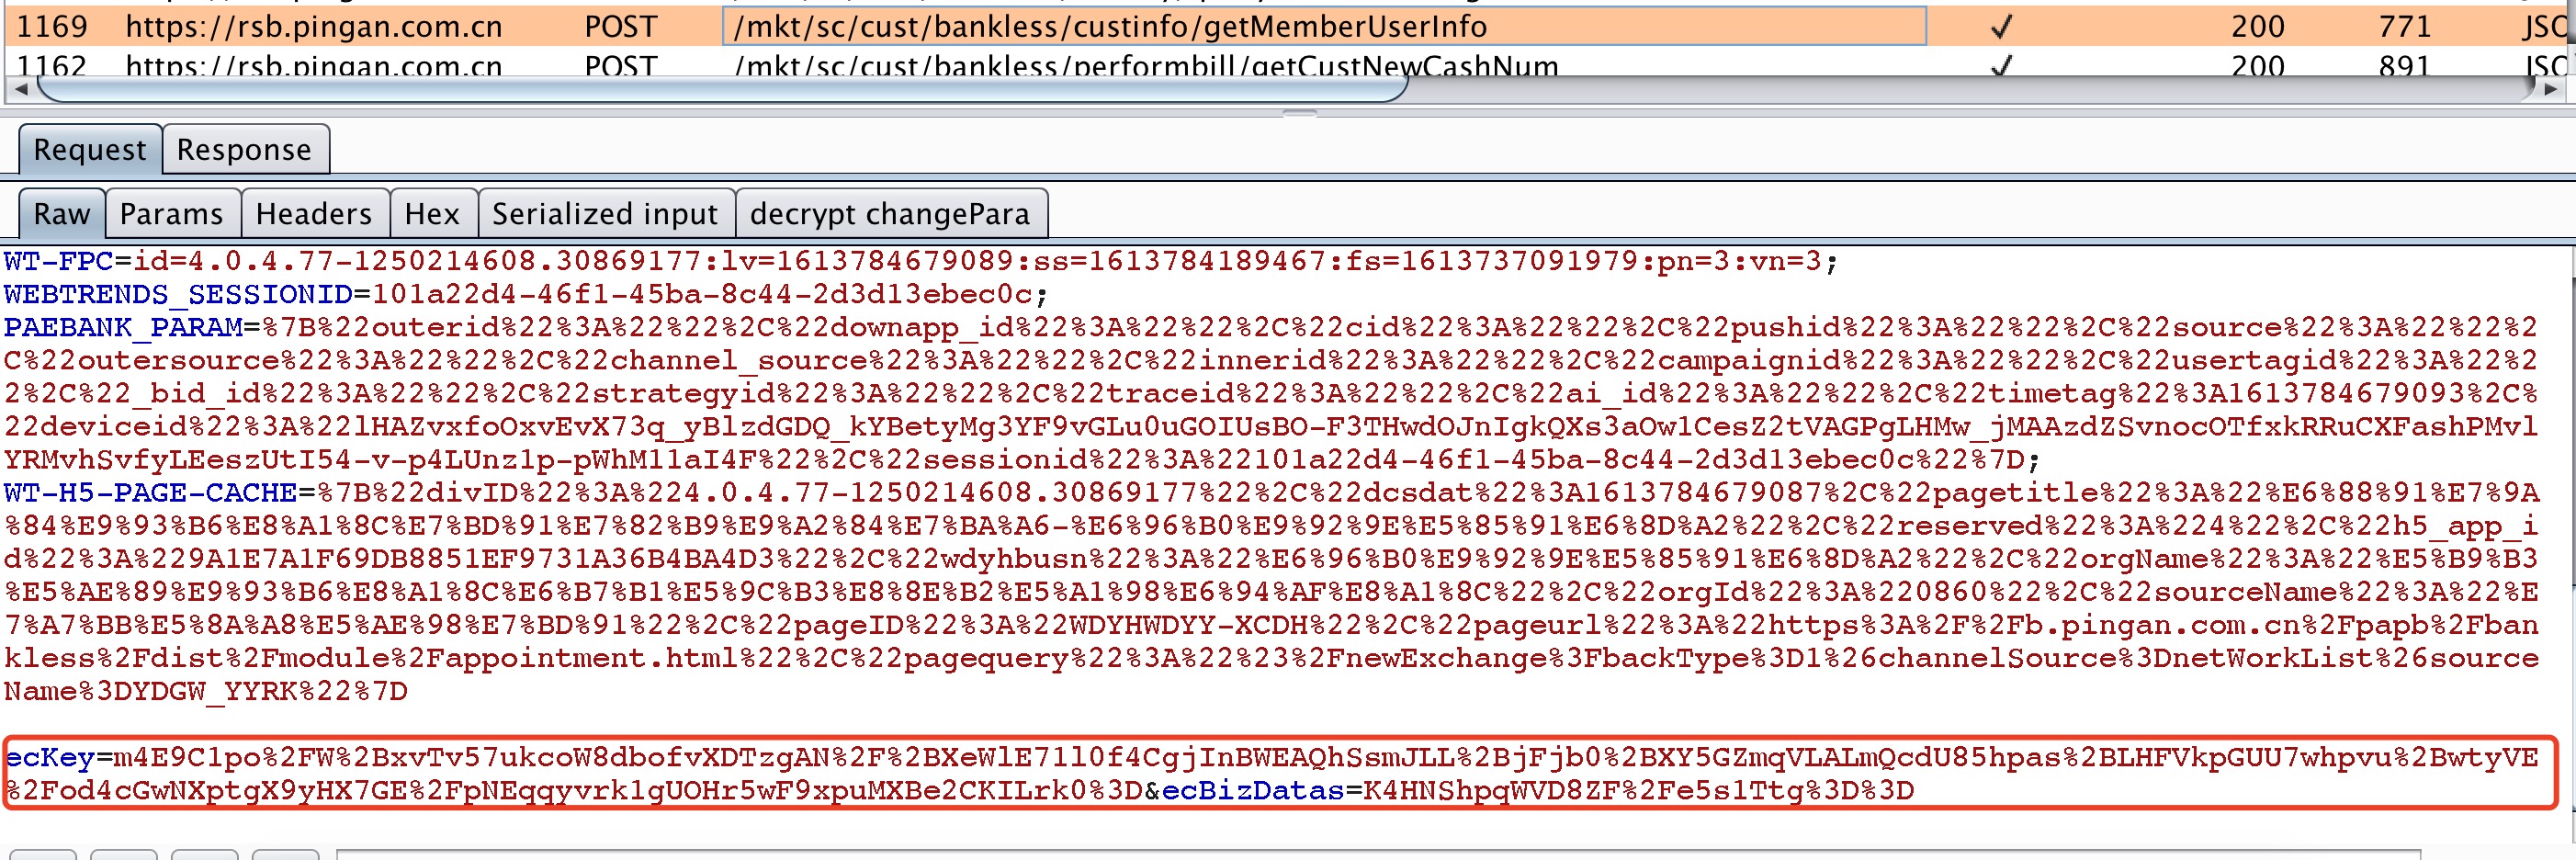 1169 https://rsb.pingan.com.cn POST /mkt/sc/cust/bankless/custinfo/getMemberUserInfo ✓ 200 771 JSO
1162 https://rsb.pingan.com.cn POST /mkt/sc/cust/bankless/performbill/getCustNewCashNum ✓ 200 891 JSO
Request Response
Raw Params Headers Hex Serialized input decrypt changePara
WT-FPC=id=4.0.4.77-1250214608.30869177:lv=1613784679089:ss=1613784189467:fs=1613737091979:pn=3:vn=3;
WEBTRENDS_SESSIONID=101a22d4-46f1-45ba-8c44-2d3d13ebec0c;
PAEBANK_PARAM=%7B%22outerid%22%3A%22%22%2C%22downapp_id%22%3A%22%22%2C%22cid%22%3A%22%22%2C%22pushid%22%3A%22%22%2C%22source%22%3A%22%22%2
C%22outersource%22%3A%22%22%2C%22channel_source%22%3A%22%22%2C%22innerid%22%3A%22%22%2C%22campaignid%22%3A%22%22%2C%22usertagid%22%3A%22%2
2%2C%22_bid_id%22%3A%22%22%2C%22strategyid%22%3A%22%22%2C%22traceid%22%3A%22%22%2C%22ai_id%22%3A%22%22%2C%22timetag%22%3A1613784679093%2C%
22deviceid%22%3A%22lHAZvxfoOxvEvX73q_yBlzdGDQ_kYBetyMg3YF9vGLu0uGOIUsBO-F3THwdOJnIgkQXs3aOw1CesZ2tVAGPgLHMw_jMAAzdZSvnocOTfxkRRuCXFashPMvl
YRMvhSvfyLEeszUtI54-v-p4LUnz1p-pWhM11aI4F%22%2C%22sessionid%22%3A%22101a22d4-46f1-45ba-8c44-2d3d13ebec0c%22%7D;
WT-H5-PAGE-CACHE=%7B%22divID%22%3A%224.0.4.77-1250214608.30869177%22%2C%22dcsdat%22%3A1613784679087%2C%22pagetitle%22%3A%22%E6%88%91%E7%9A
%84%E9%93%B6%E8%A1%8C%E7%BD%91%E7%82%B9%E9%A2%84%E7%BA%A6-%E6%96%B0%E9%92%9E%E5%85%91%E6%8D%A2%22%2C%22reserved%22%3A%224%22%2C%22h5_app_i
d%22%3A%229A1E7A1F69DB8851EF9731A36B4BA4D3%22%2C%22wdyhbusn%22%3A%22%E6%96%B0%E9%92%9E%E5%85%91%E6%8D%A2%22%2C%22orgName%22%3A%22%E5%B9%B3
%E5%AE%89%E9%93%B6%E8%A1%8C%E6%B7%B1%E5%9C%B3%E8%8E%B2%E5%A1%98%E6%94%AF%E8%A1%8C%22%2C%22orgId%22%3A%220860%22%2C%22sourceName%22%3A%22%E
7%A7%BB%E5%8A%A8%E5%AE%98%E7%BD%91%22%2C%22pageID%22%3A%22WDYHWDYY-XCDH%22%2C%22pageurl%22%3A%22https%3A%2F%2Fb.pingan.com.cn%2Fpapb%2Fban
kless%2Fdist%2Fmodule%2Fappointment.html%22%2C%22pagequery%22%3A%22%23%2FnewExchange%3FbackType%3D1%26channelSource%3DnetWorkList%26source
Name%3DYDGW_YYRK%22%7D
ecKey=m4E9C1po%2FW%2BxvTv57ukcoW8dbofvXDTzgAN%2F%2BXeWlE71l0f4CgjInBWEAQhSsmJLL%2BjFjb0%2BXY5GZmqVLALmQcdU85hpas%2BLHFVkpGUU7whpvu%2BwtyVE
%2Fod4cGwNXptgX9yHX7GE%2FpNEqqyvrk1gUOHr5wF9xpuMXBe2CKILrk0%3D&ecBizDatas=K4HNShpqWVD8ZF%2Fe5s1Ttg%3D%3D